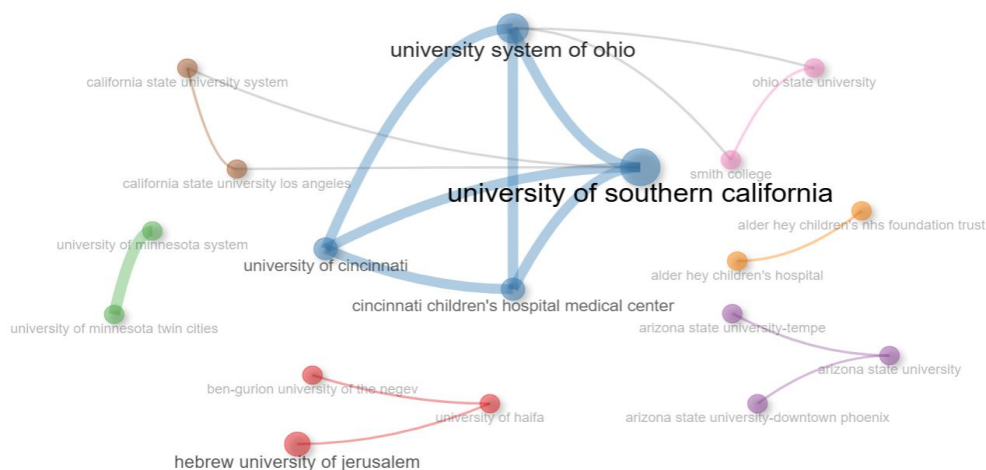 university system of ohio
california state university system
ohio state university
smith college
california state university los angeles
university of southern california
alder hey children's nhs foundation trust
university of minnesota system
university of cincinnati
alder hey children's hospital
cincinnati children's hospital medical center
university of minnesota twin cities
arizona state university-tempe
arizona state university
ben-gurion university of the negev
university of haifa
arizona state university-downtown phoenix
hebrew university of jerusalem